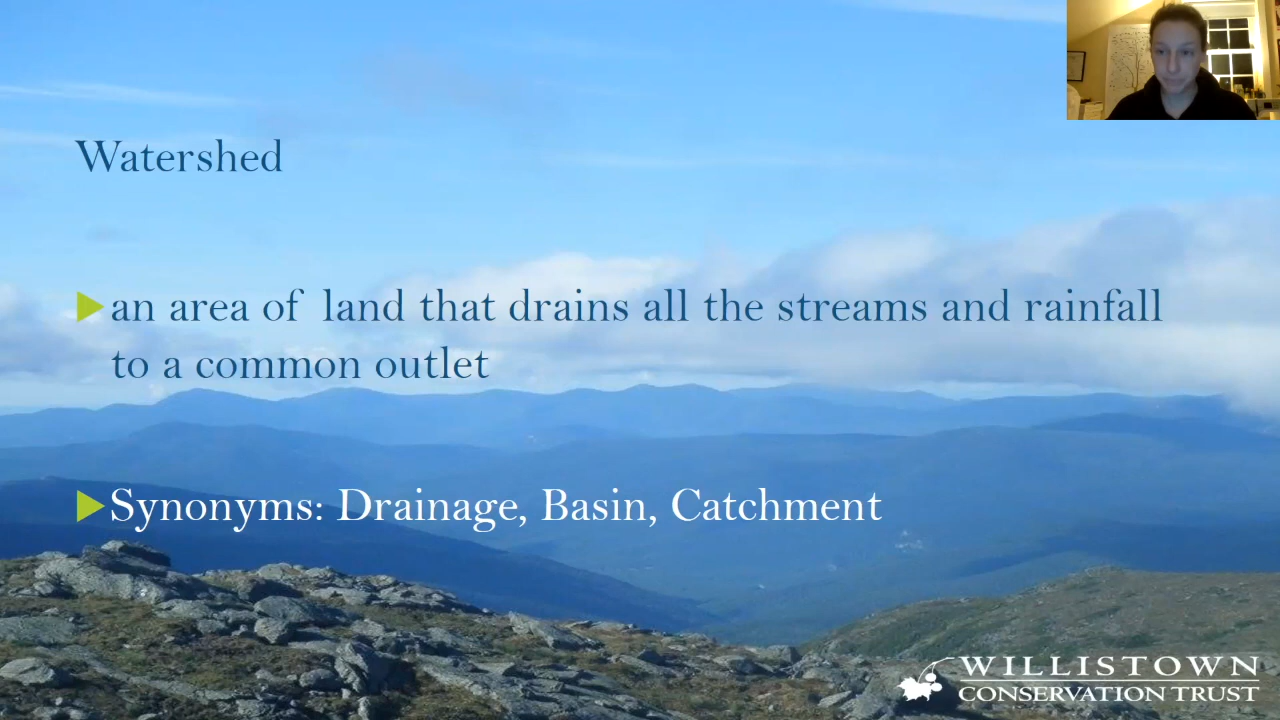 Watershed
an area of land that drains all the streams and rainfall
to a common outlet
Synonyms: Drainage, Basin, Catchment
WILLISTOWN
CONSERVATION TRUST